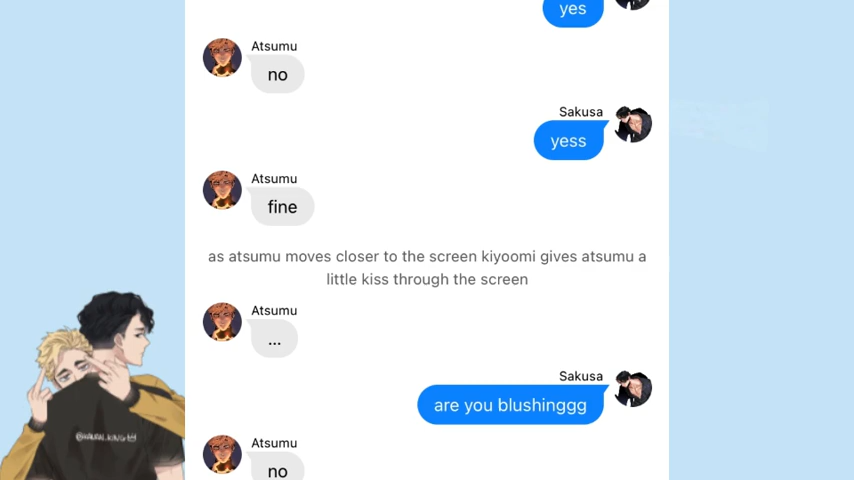 yes
Atsumu
no
Sakusa
yess
Atsumu
fine
as atsumu moves closer to the screen kiyoomi gives atsumu a
little kiss through the screen
Atsumu
...
Sakusa
are you blushinggg
Atsumu
no